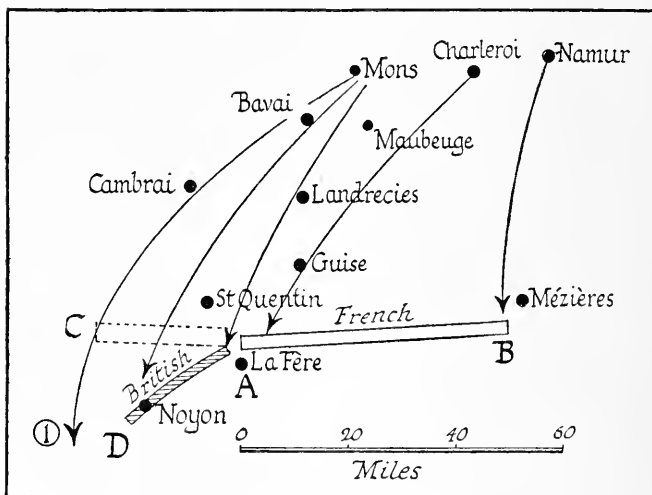 Charleroi
Namur
Mons
Bavai
Maubeuge
Cambrai
Landrecies
Guise
St Quentin
Mézières
C
French
British
B
La Fère
A
① 
D
Noyon
0 20 40 60
Miles